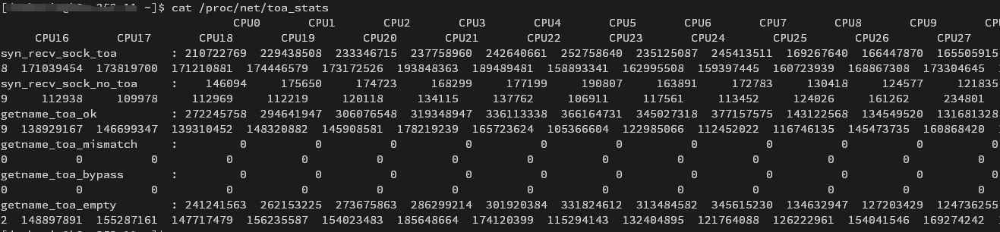 ~]$ cat /proc/net/toa_stats
CPU0 CPU1 CPU2 CPU3 CPU4 CPU5 CPU6 CPU7 CPU8 CPU9
CPU16 CPU17 CPU18 CPU19 CPU20 CPU21 CPU22 CPU23 CPU24 CPU25 CPU26 CPU27
syn_recv_sock_toa : 210722769 229438508 233346715 237758960 242640661 252758640 235125087 245413511 169267640 166447870 165505915
8 171039454 173819700 171210881 174446579 173172526 193848363 189489481 158893341 162995508 159397445 160723939 168867308 173304645
syn_recv_sock_no_toa : 146094 175650 174723 168299 177199 190807 163891 172783 130418 124577 121835
9 112938 109978 112969 112219 120118 134115 137762 106911 117561 113452 124026 161262 234801
getname_toa_ok : 272245758 294641947 306076548 319348947 336113338 366164731 345027318 377157575 143122568 134549520 131681328
9 138929167 146699347 139310452 148320882 145908581 178219239 165723624 105366604 122985066 112452022 116746135 145473735 160868420
getname_toa_mismatch : 0 0 0 0 0 0 0 0 0 0
0 0 0 0 0 0 0 0 0 0 0 0 0
getname_toa_bypass : 0 0 0 0 0 0 0 0 0 0
0 0 0 0 0 0 0 0 0 0 0 0 0
getname_toa_empty : 241241563 262153225 273675863 286299214 301920384 331824612 313484582 345615230 134632947 127203429 124736255
2 148897891 155287161 147717479 156235587 154023483 185648664 174120399 115294143 132404895 121764088 126222961 154041546 169274242